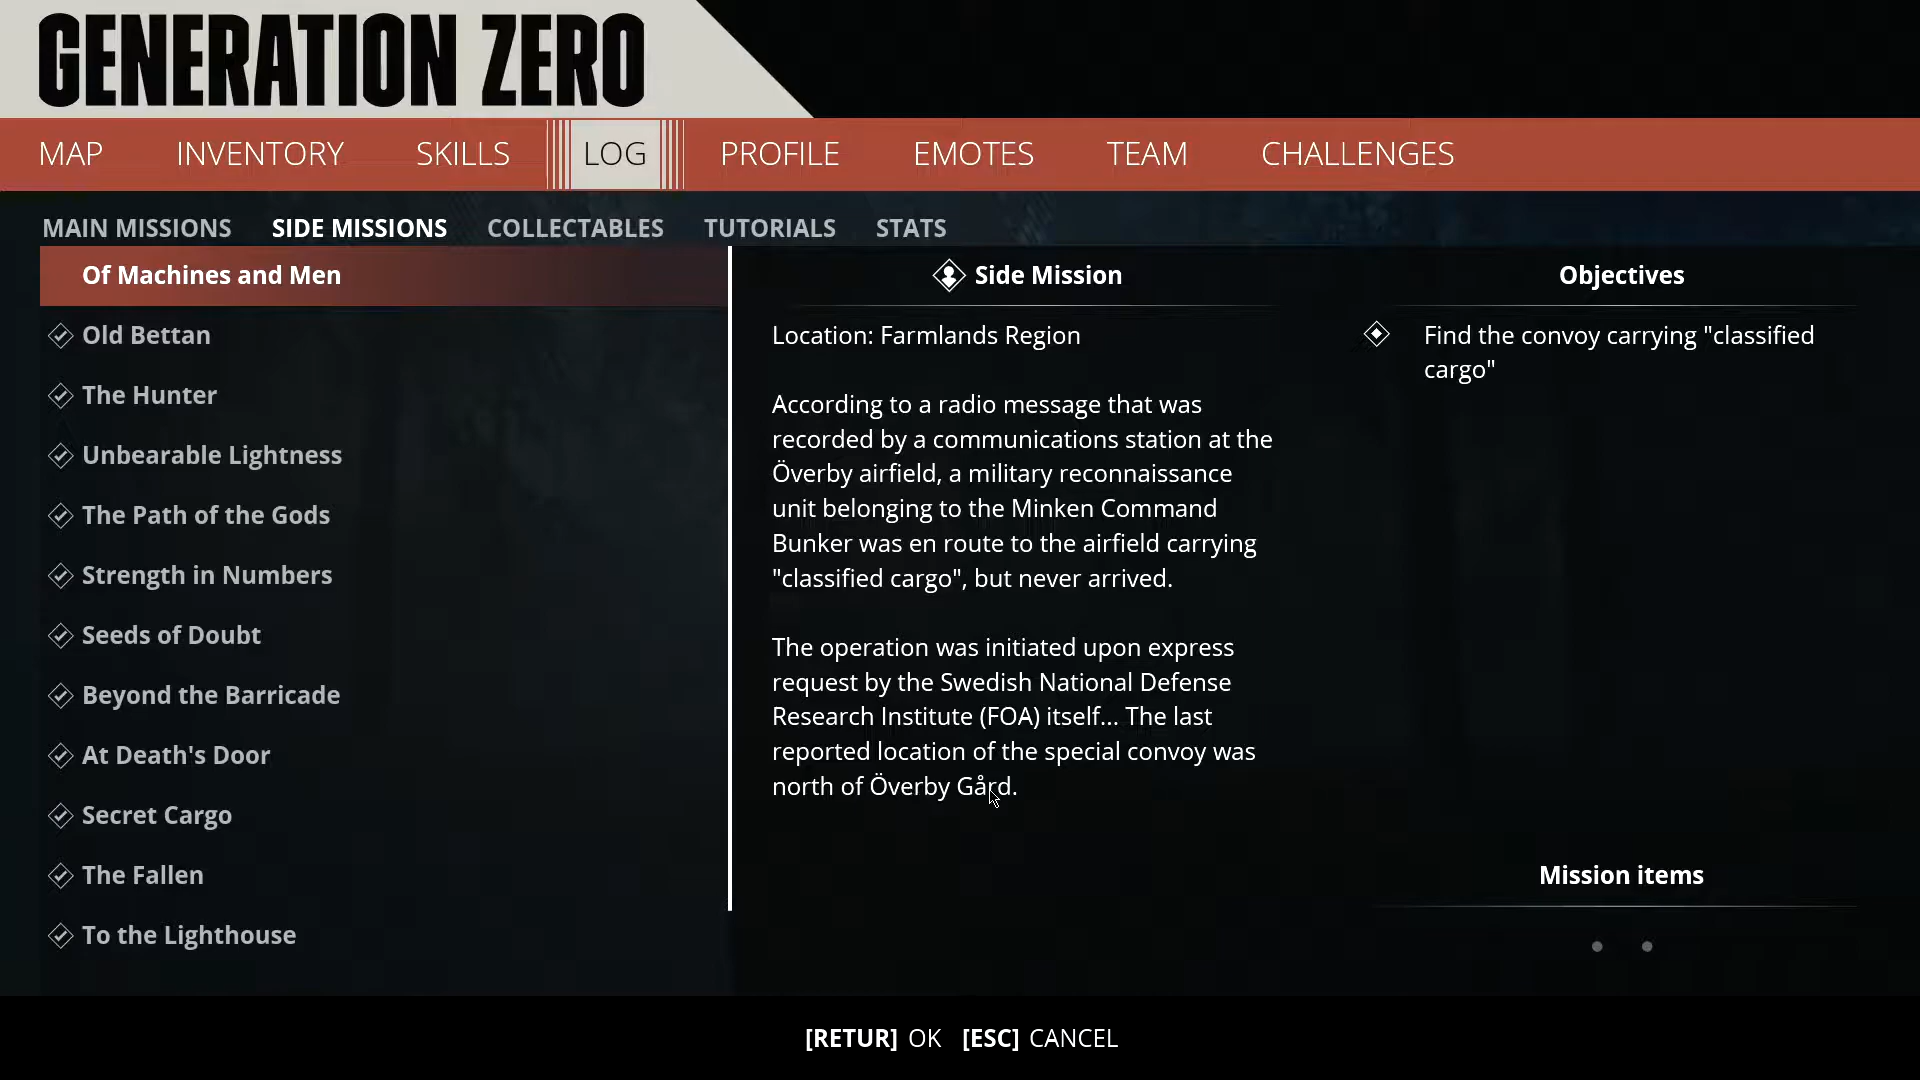 GENERATION ZERO
MAP INVENTORY SKILLS LOG PROFILE EMOTES TEAM CHALLENGES
MAIN MISSIONS SIDE MISSIONS COLLECTABLES TUTORIALS STATS
Of Machines and Men
Old Bettan
The Hunter
Unbearable Lightness
The Path of the Gods
Strength in Numbers
Seeds of Doubt
Beyond the Barricade
At Death's Door
Secret Cargo
The Fallen
To the Lighthouse
Side Mission
Location: Farmlands Region
According to a radio message that was
recorded by a communications station at the
Överby airfield, a military reconnaissance
unit belonging to the Minken Command
Bunker was en route to the airfield carrying
"classified cargo", but never arrived.
The operation was initiated upon express
request by the Swedish National Defense
Research Institute (FOA) itself... The last
reported location of the special convoy was
north of Överby Gård.
Objectives
Find the convoy carrying "classified
cargo"
Mission items
[RETUR] OK [ESC] CANCEL